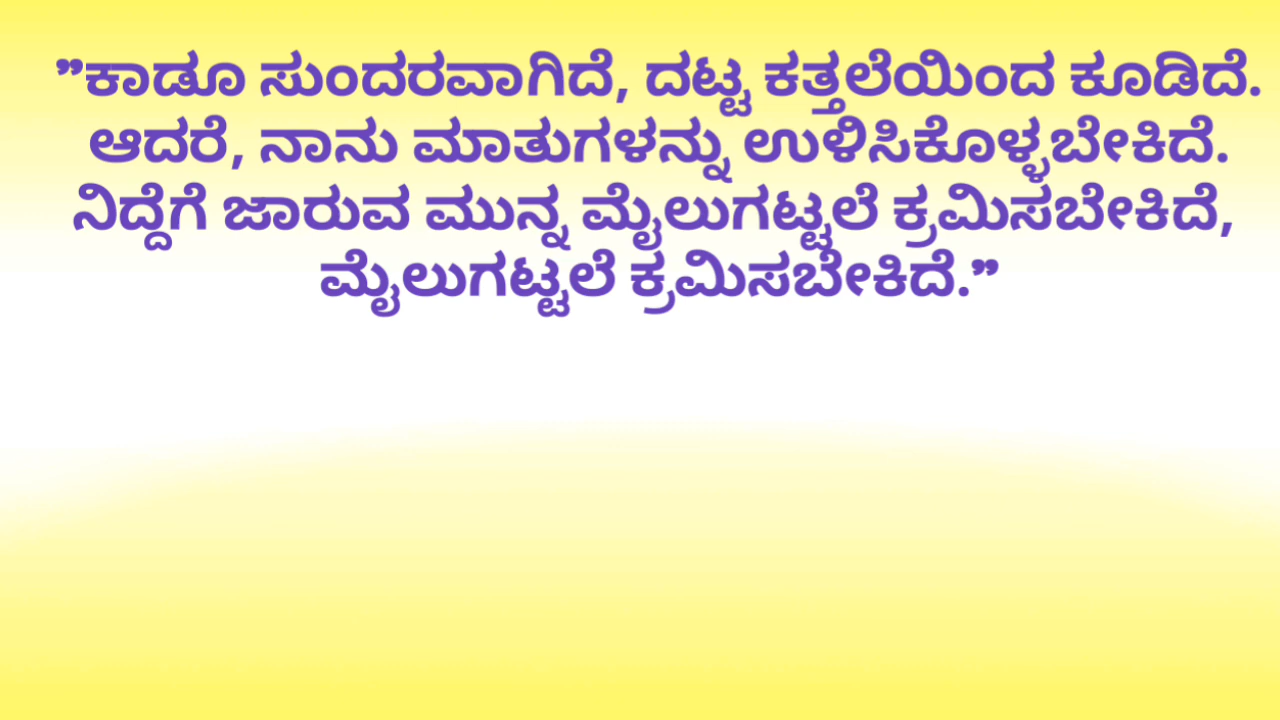 ”ಕಾಡೂ ಸುಂದರವಾಗಿದೆ, ದಟ್ಟ ಕತ್ತಲೆಯಿಂದ ಕೂಡಿದೆ.
ಆದರೆ, ನಾನು ಮಾತುಗಳನ್ನು ಉಳಿಸಿಕೊಳ್ಳಬೇಕಿದೆ.
ನಿದ್ದೆಗೆ ಜಾರುವ ಮುನ್ನ ಮೈಲುಗಟ್ಟಲೆ ಕ್ರಮಿಸಬೇಕಿದೆ,
ಮೈಲುಗಟ್ಟಲೆ ಕ್ರಮಿಸಬೇಕಿದೆ.”